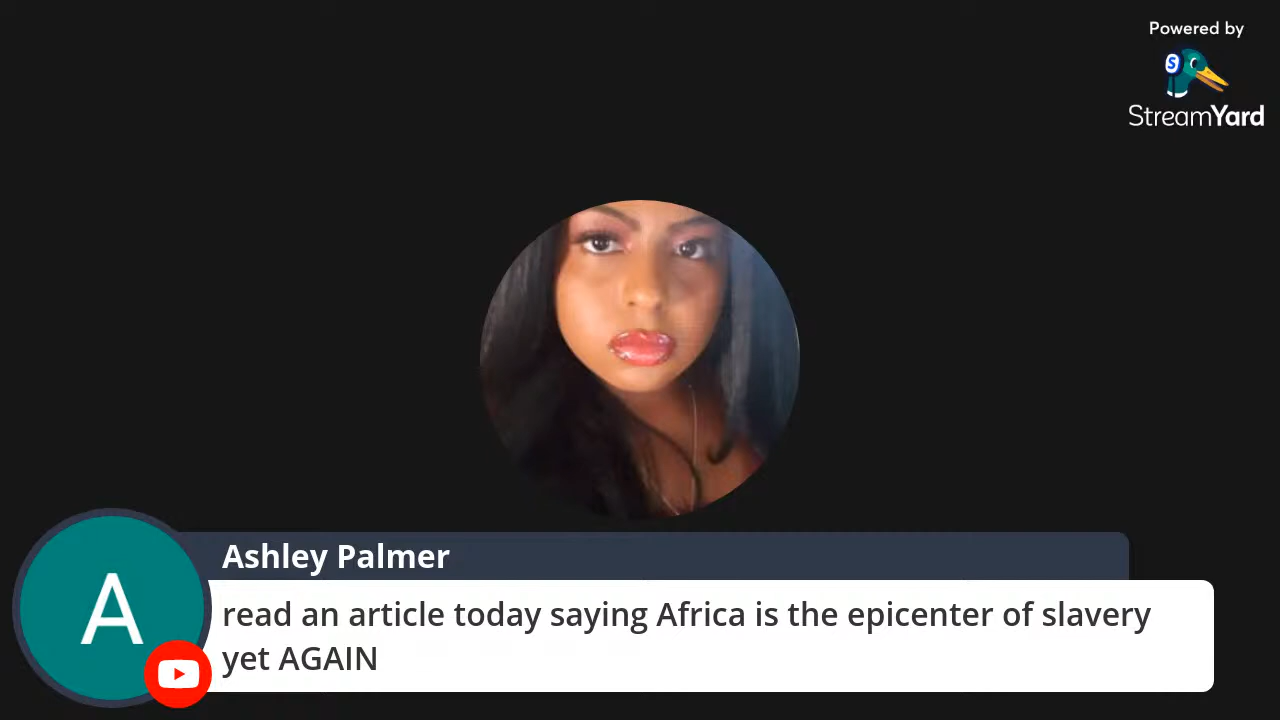 Powered by
S
StreamYard
A
Ashley Palmer
read an article today saying Africa is the epicenter of slavery
yet AGAIN